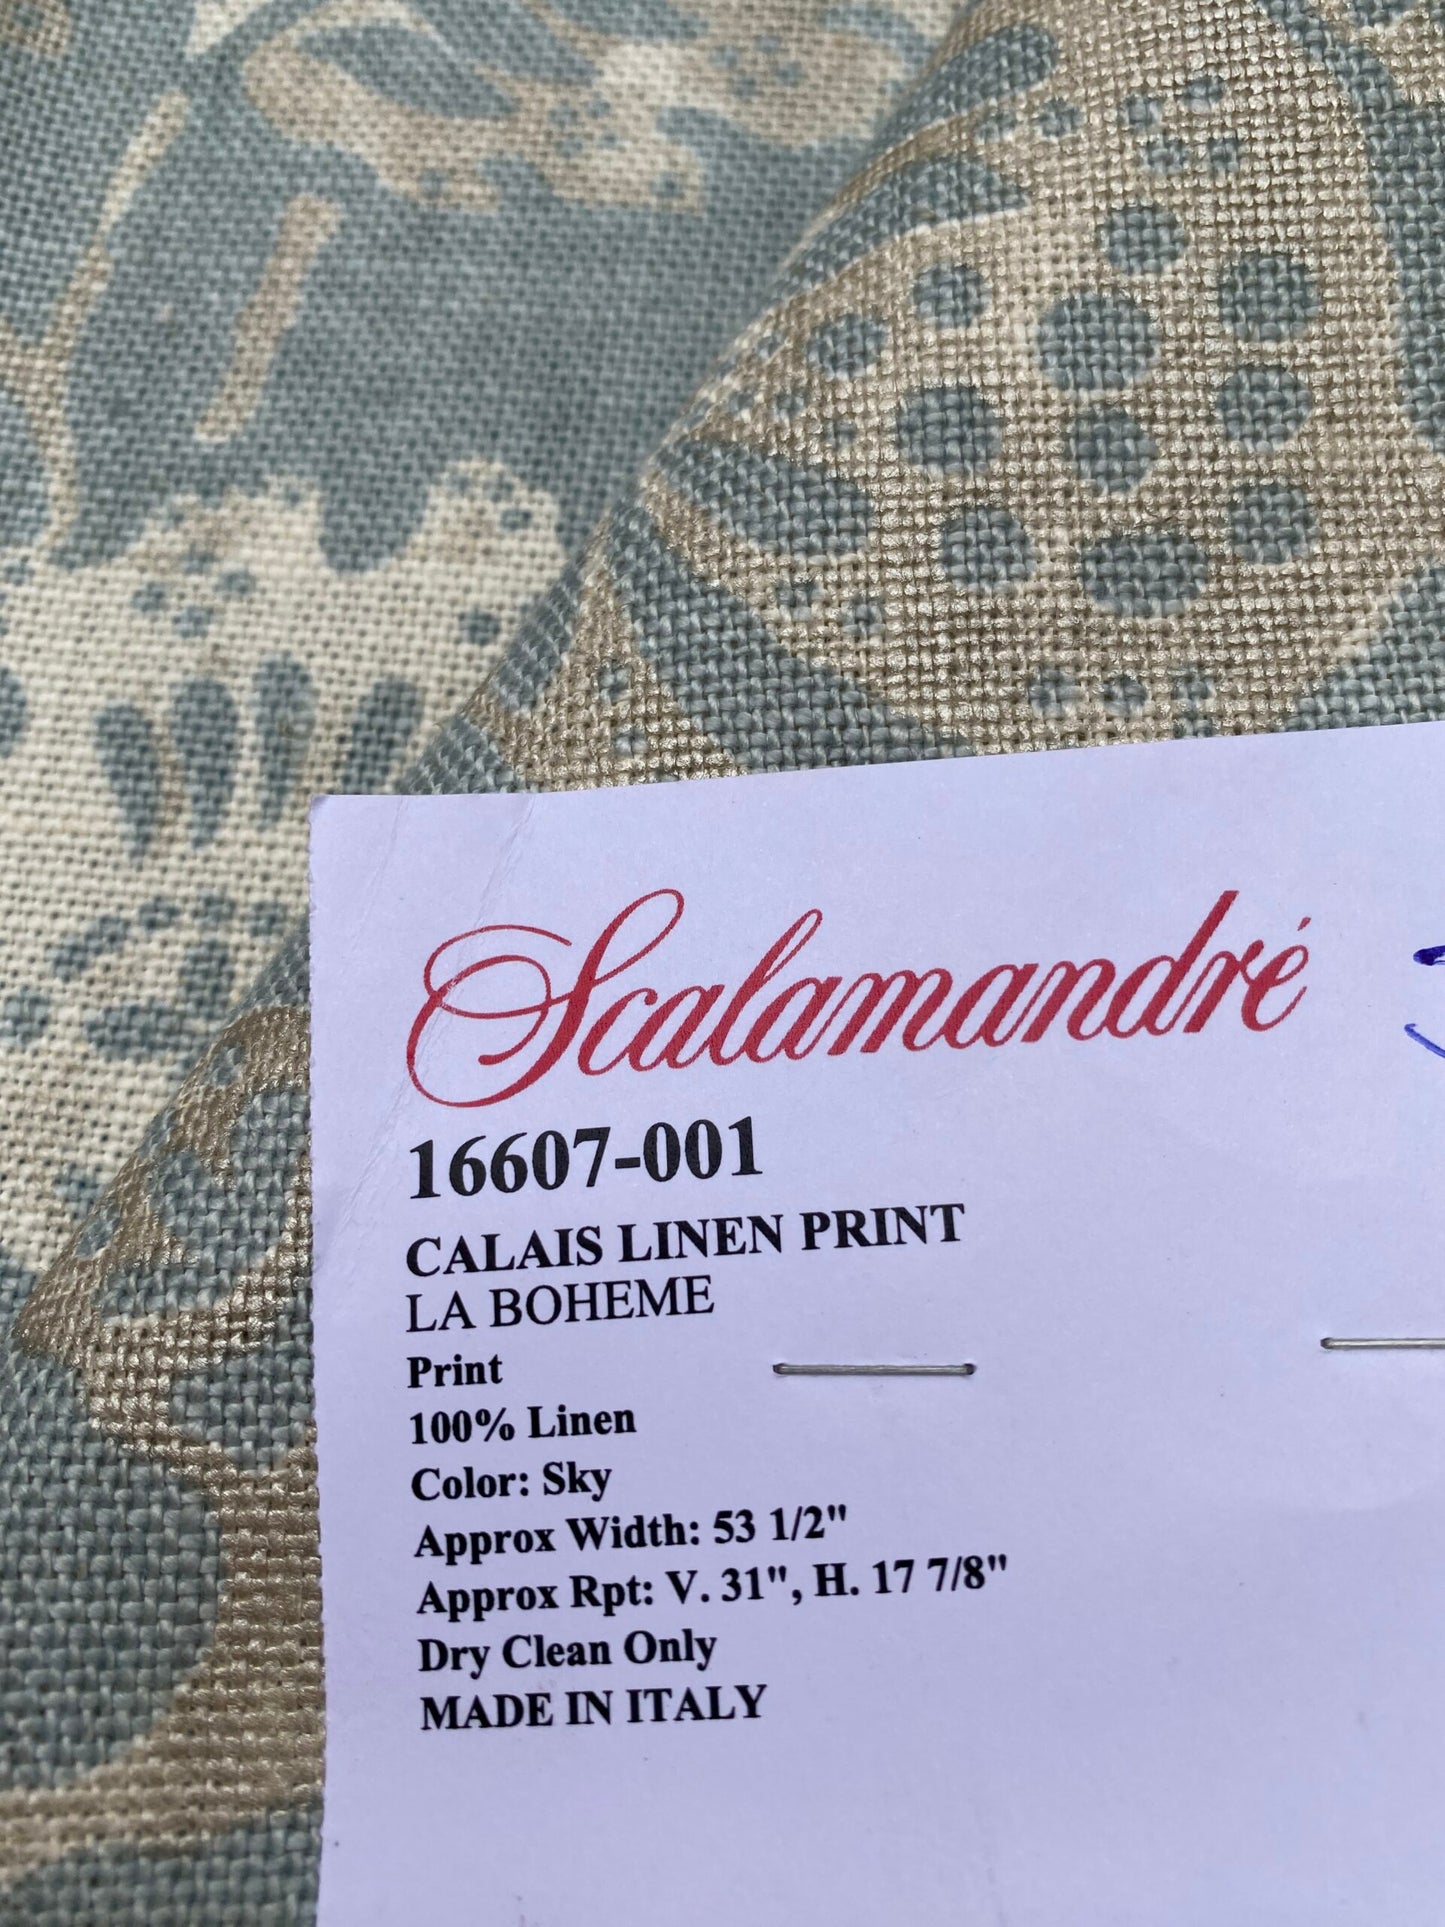 Scalamandré
16607-001
CALAIS LINEN PRINT
LA BOHEME
Print
100% Linen
Color: Sky
Approx Width: 53 1/2"
Approx Rpt: V. 31", H. 17 7/8"
Dry Clean Only
MADE IN ITALY